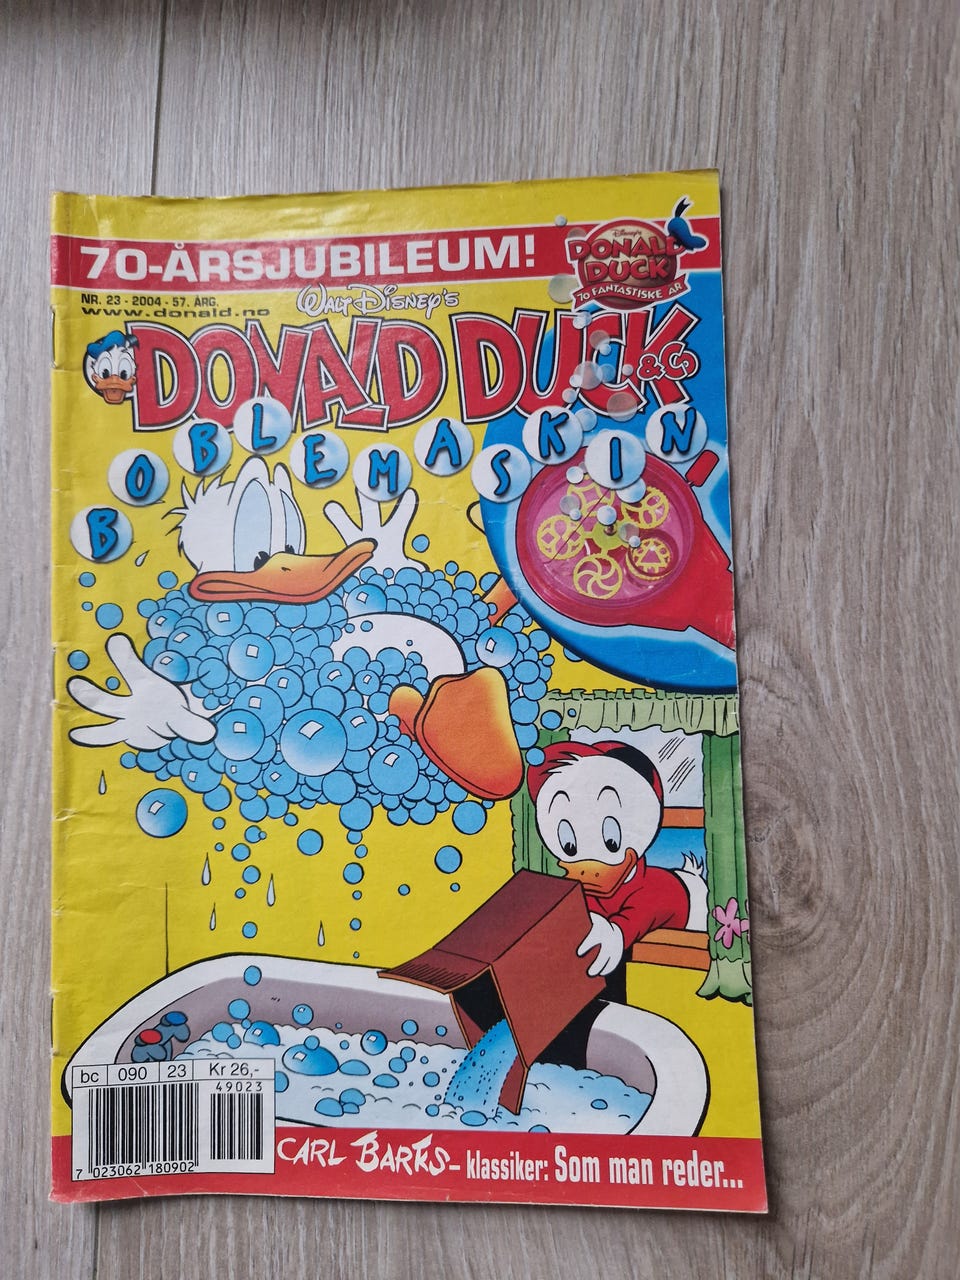 70-ÅRSJUBILEUM!
Disney's
DONALD
DUCK
70 FANTASTISKE ÅR
NR. 23 - 2004 - 57. ÅRG.
www.donald.no
WALT DISNEY'S
DONALD DUCK
& Co
BOBLEMASKIN
bc 090 23 Kr 26,-
49023
7 023062 180902
CARL BARKS – klassiker: Som man reder...